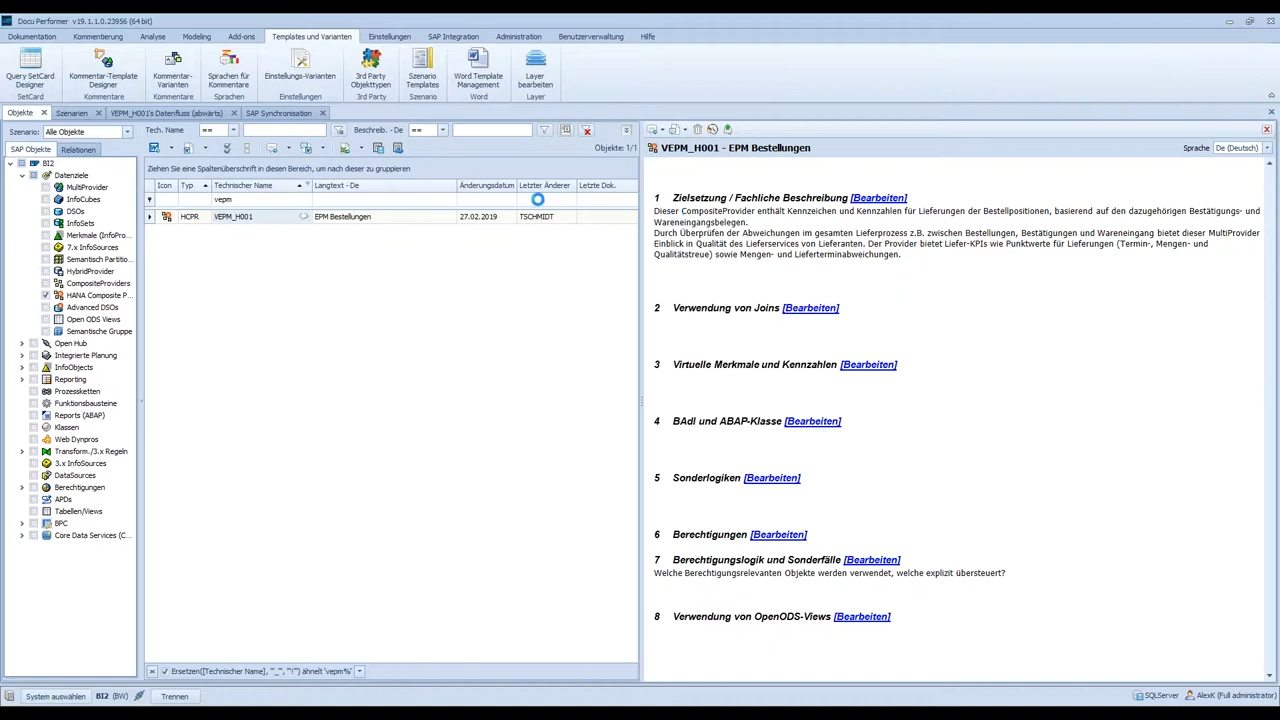 Docu Performer v19.1.1.0.23956 (64 bit)
Dokumentation Kommentierung Analyse Modeling Add-ons Templates und Varianten Einstellungen SAP Integration Administration Benutzerverwaltung Hilfe
Query SetCard Designer
SetCard
Kommentar-Template Designer
Kommentar-Varianten
Kommentare Kommentare
Sprachen für Kommentare
Sprachen
Einstellungs-Varianten
Einstellungen
3rd Party Objekttypen
3rd Party
Szenario Templates
Szenario
Word Template Management
Word
Layer bearbeiten
Layer
Objekte Szenarien VEPM_H001's Datenfluss (abwärts) SAP Synchronisation
Szenario: Alle Objekte
Tech. Name == Beschreib. - De ==
SAP Objekte Relationen
Objekte: 1/1
BI2
Datenziele
MultiProvider
InfoCubes
DSOs
InfoSets
Merkmale (InfoPro...
7.x InfoSources
Semantisch Partitio...
HybridProvider
CompositeProviders
HANA Composite P...
Advanced DSOs
Open ODS Views
Semantische Gruppe
Open Hub
Integrierte Planung
InfoObjects
Reporting
Prozessketten
Funktionsbausteine
Reports (ABAP)
Klassen
Web Dynpros
Transform./3.x Regeln
3.x InfoSources
DataSources
Berechtigungen
APDs
Tabellen/Views
BPC
Core Data Services (C...
Ziehen Sie eine Spaltenüberschrift in diesen Bereich, um nach dieser zu gruppieren
Icon Typ Technischer Name Langtext - De Änderungsdatum Letzter Änderer Letzte Dok.
vepm
HCPR VEPM_H001 EPM Bestellungen 27.02.2019 TSCHMIDT
Ersetzen([Technischer Name], '"_"', '"!"') ähnelt 'vepm%'
VEPM_H001 - EPM Bestellungen
Sprache De (Deutsch)
1 Zielsetzung / Fachliche Beschreibung [Bearbeiten]
Dieser CompositeProvider enthält Kennzeichen und Kennzahlen für Lieferungen der Bestellpositionen, basierend auf den dazugehörigen Bestätigungs- und
Wareneingangsbelegen.
Durch Überprüfen der Abweichungen im gesamten Lieferprozess z.B. zwischen Bestellungen, Bestätigungen und Wareneingang bietet dieser MultiProvider
Einblick in Qualität des Lieferservices von Lieferanten. Der Provider bietet Liefer-KPIs wie Punktwerte für Lieferungen (Termin-, Mengen- und
Qualitätstreue) sowie Mengen- und Lieferterminabweichungen.
2 Verwendung von Joins [Bearbeiten]
3 Virtuelle Merkmale und Kennzahlen [Bearbeiten]
4 BAdI und ABAP-Klasse [Bearbeiten]
5 Sonderlogiken [Bearbeiten]
6 Berechtigungen [Bearbeiten]
7 Berechtigungslogik und Sonderfälle [Bearbeiten]
Welche Berechtigungsrelevanten Objekte werden verwendet, welche explizit übersteuert?
8 Verwendung von OpenODS-Views [Bearbeiten]
System auswählen BI2 (BW) Trennen
SQLServer AlexK (Full administrator)